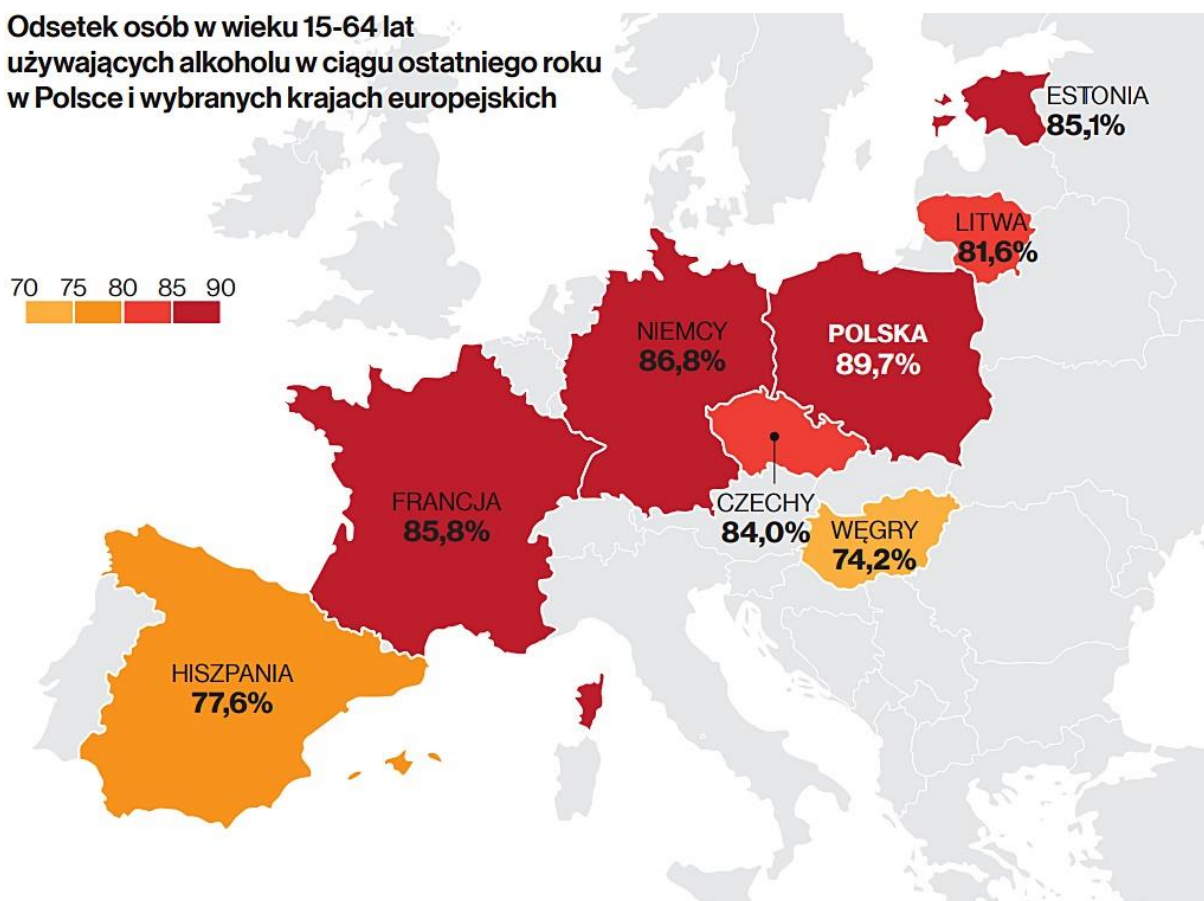 Odsetek osób w wieku 15-64 lat
używających alkoholu w ciągu ostatniego roku
w Polsce i wybranych krajach europejskich
ESTONIA
85,1%
LITWA
81,6%
70 75 80 85 90
NIEMCY
86,8%
POLSKA
89,7%
FRANCJA
85,8%
CZECHY
84,0%
WĘGRY
74,2%
HISZPANIA
77,6%